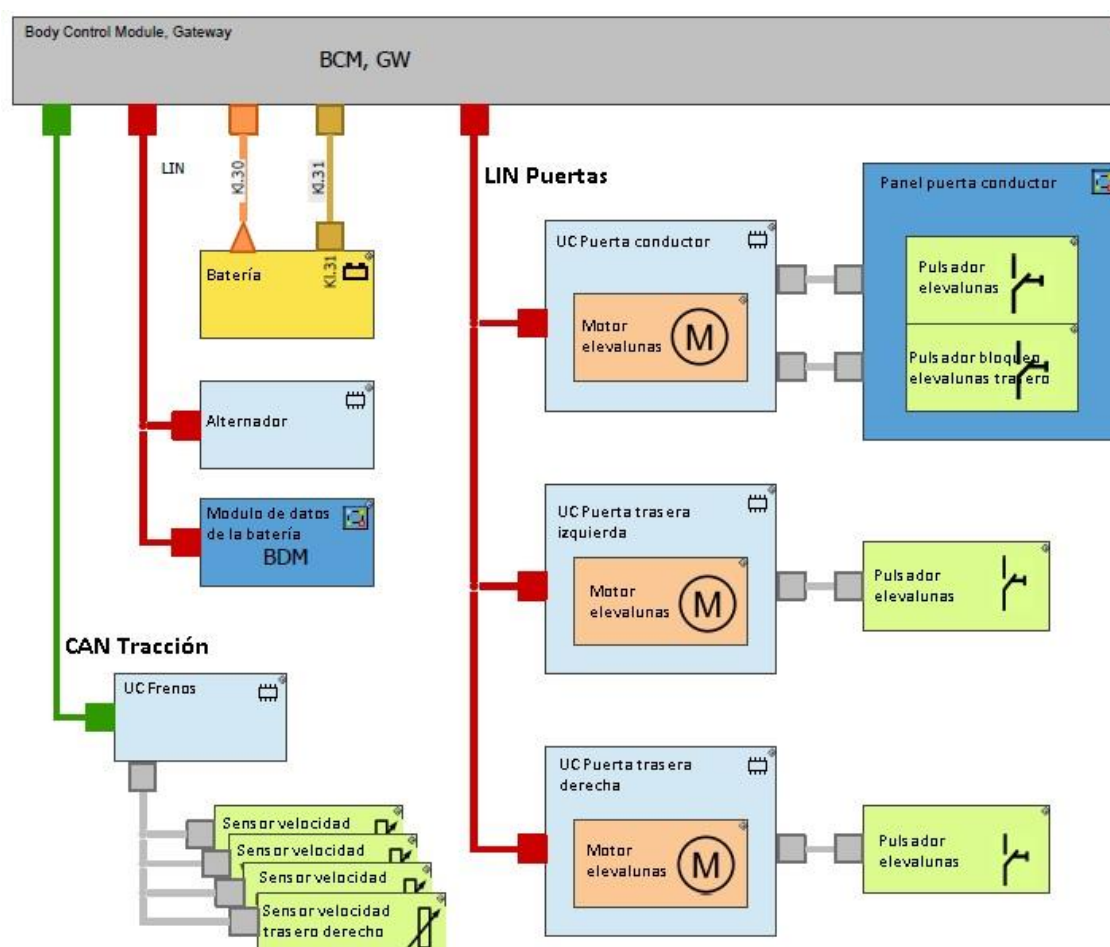 Body Control Module, Gateway
BCM, GW
LIN
Kl.30
Kl.31
LIN Puertas
Batería
Kl.31
Alternador
Modulo de datos
de la batería
BDM
CAN Tracción
UC Frenos
Sensor velocidad
Sensor velocidad
Sensor velocidad
Sensor velocidad
trasero derecho
UC Puerta conductor
Motor
elevalunas
M
Panel puerta conductor
Pulsador
elevalunas
Pulsador bloqueo
elevalunas trasero
UC Puerta trasera
izquierda
Motor
elevalunas
M
Pulsador
elevalunas
UC Puerta trasera
derecha
Motor
elevalunas
M
Pulsador
elevalunas